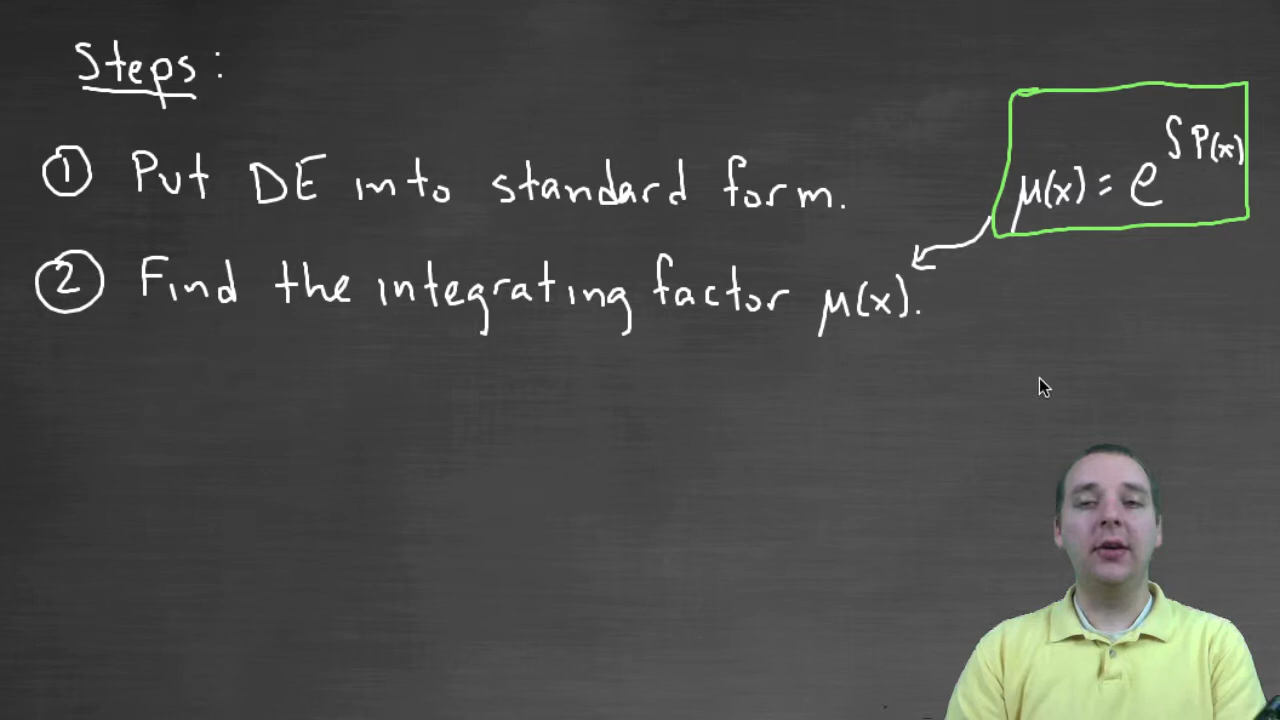 Steps:
① Put DE into standard form.
② Find the integrating factor μ(x).
μ(x) = e^∫P(x)